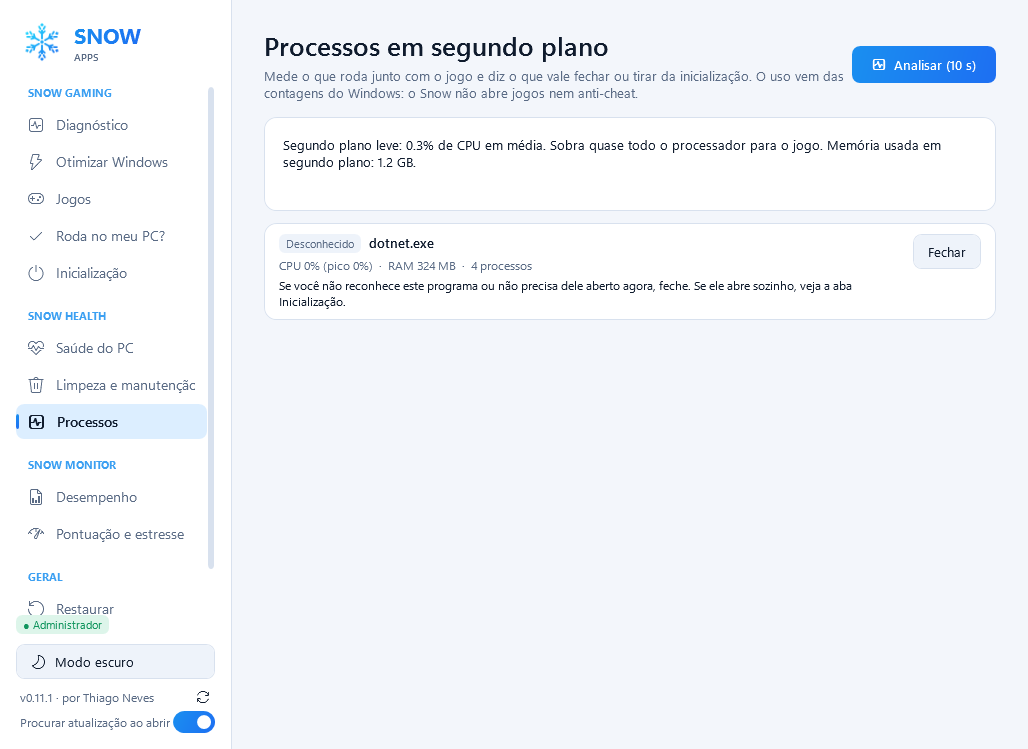 SNOW
APPS
SNOW GAMING
Diagnóstico
Otimizar Windows
Jogos
Roda no meu PC?
Inicialização
SNOW HEALTH
Saúde do PC
Limpeza e manutençãc
Processos
SNOW MONITOR
Desempenho
Pontuação e estresse
GERAL
Restaurar
Administrador
Modo escuro
v0.11.1 · por Thiago Neves
Procurar atualização ao abrir
Processos em segundo plano
Mede o que roda junto com o jogo e diz o que vale fechar ou tirar da inicialização. O uso vem das
contagens do Windows: o Snow não abre jogos nem anti-cheat.
Analisar (10 s)
Segundo plano leve: 0.3% de CPU em média. Sobra quase todo o processador para o jogo. Memória usada em
segundo plano: 1.2 GB.
Desconhecido dotnet.exe
CPU 0% (pico 0%) · RAM 324 MB · 4 processos
Se você não reconhece este programa ou não precisa dele aberto agora, feche. Se ele abre sozinho, veja a aba
Inicialização.
Fechar